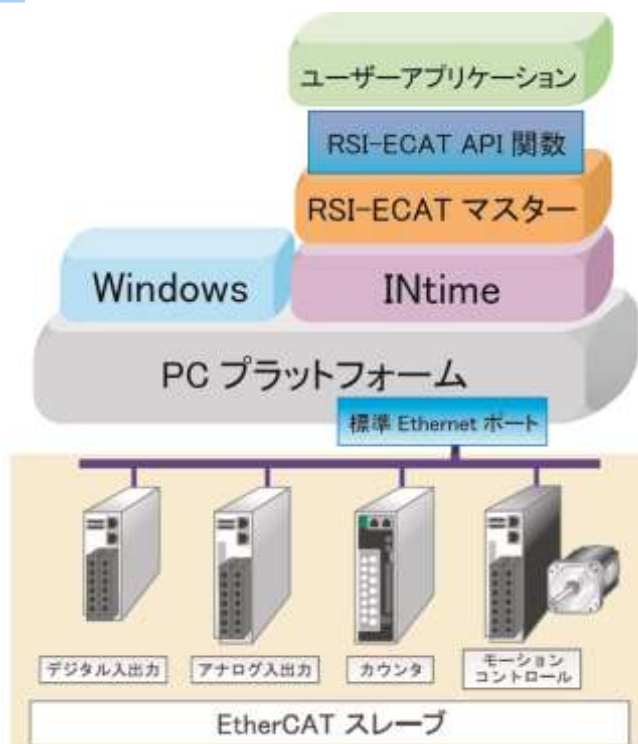 ユーザーアプリケーション
RSI-ECAT API 関数
RSI-ECAT マスター
Windows
INtime
PC プラットフォーム
標準 Ethernet ポート
デジタル入出力
アナログ入出力
カウンタ
モーション
コントロール
EtherCAT スレーブ